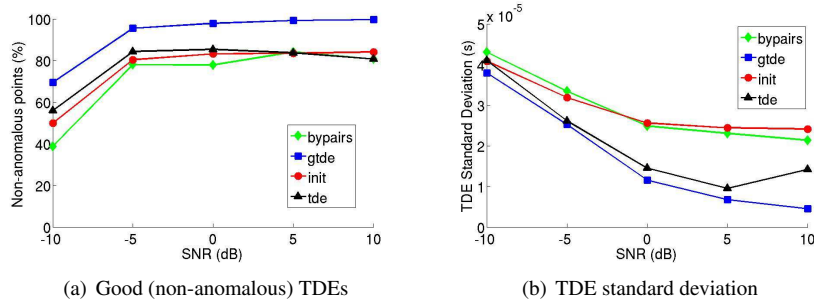 Non-anomalous points (%)
100
80
60
40
20
0
-10
-5
0
5
10
SNR (dB)
bypairs
gtde
init
tde
(a) Good (non-anomalous) TDEs
x 10-5
TDE Standard Deviation (s)
5
4
3
2
1
0
-10
-5
0
5
10
SNR (dB)
bypairs
gtde
init
tde
(b) TDE standard deviation